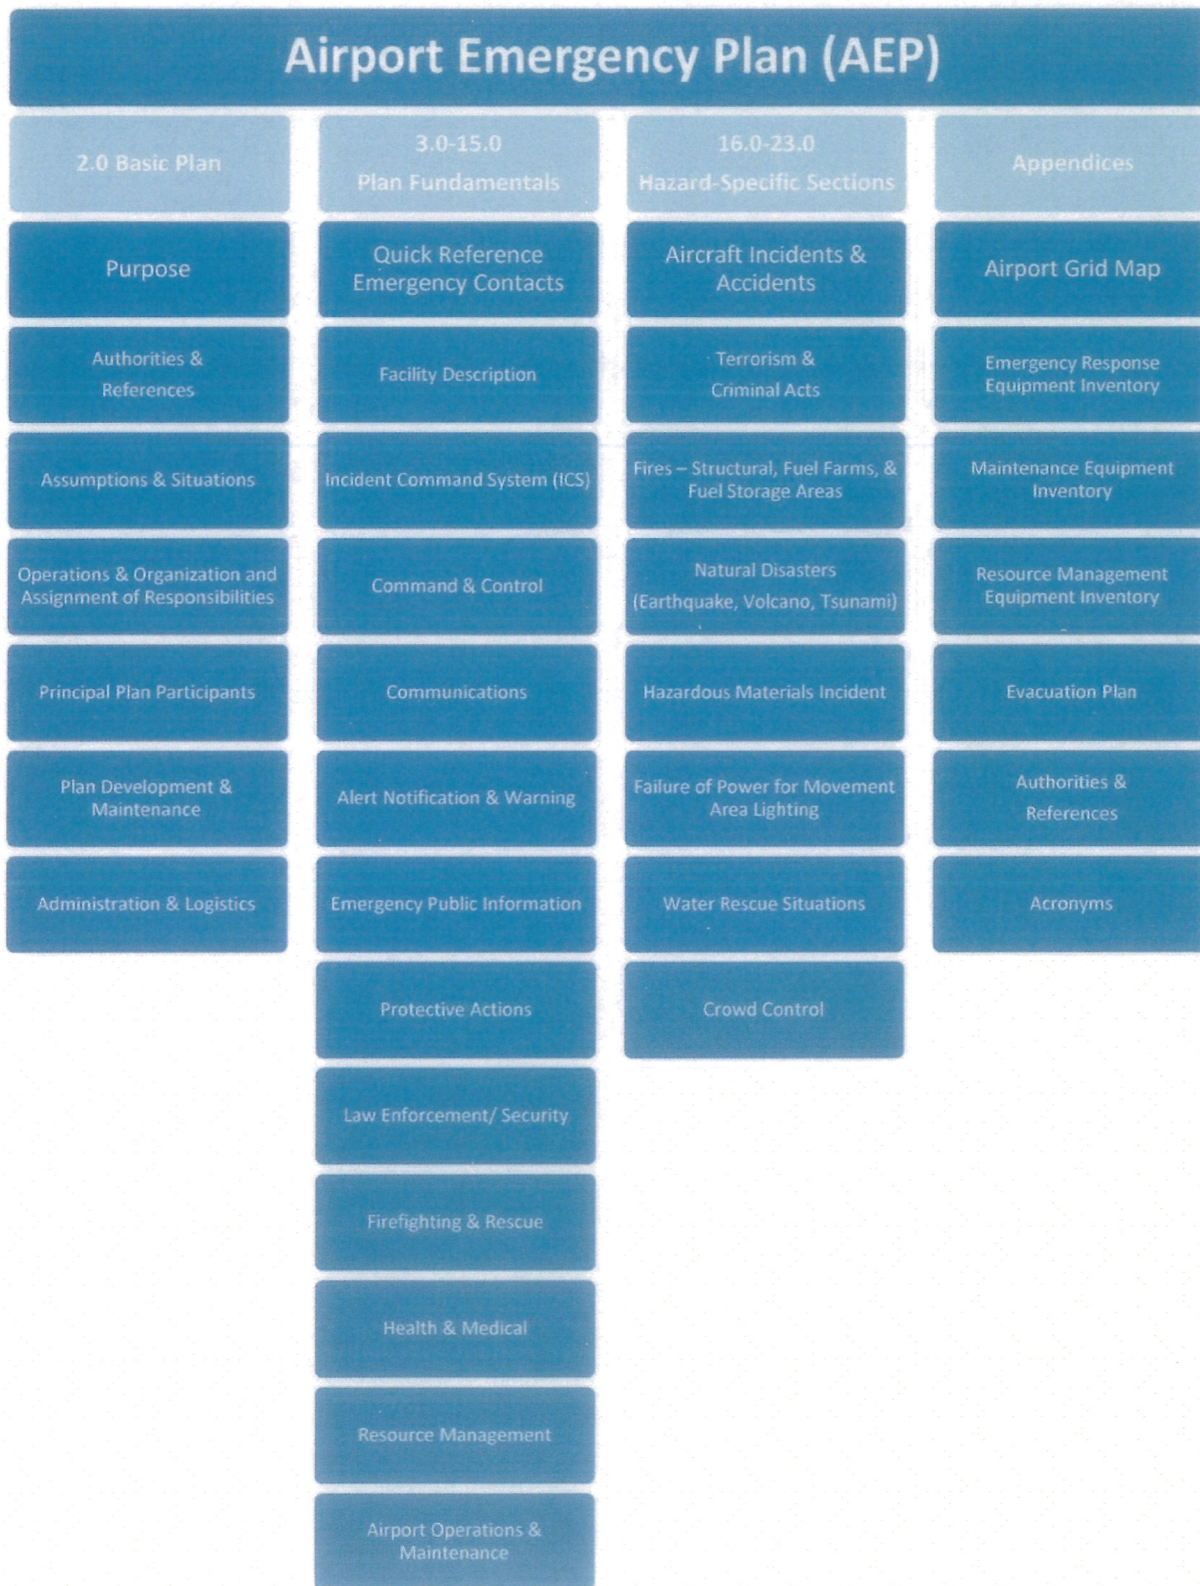 Airport Emergency Plan (AEP)
2.0 Basic Plan
Purpose
Authorities &
References
Assumptions & Situations
Operations & Organization and
Assignment of Responsibilities
Principal Plan Participants
Plan Development &
Maintenance
Administration & Logistics
3.0-15.0
Plan Fundamentals
Quick Reference
Emergency Contacts
Facility Description
Incident Command System (ICS)
Command & Control
Communications
Alert Notification & Warning
Emergency Public Information
Protective Actions
Law Enforcement/ Security
Firefighting & Rescue
Health & Medical
Resource Management
Airport Operations &
Maintenance
16.0-23.0
Hazard-Specific Sections
Aircraft Incidents &
Accidents
Terrorism &
Criminal Acts
Fires – Structural, Fuel Farms, &
Fuel Storage Areas
Natural Disasters
(Earthquake, Volcano, Tsunami)
Hazardous Materials Incident
Failure of Power for Movement
Area Lighting
Water Rescue Situations
Crowd Control
Appendices
Airport Grid Map
Emergency Response
Equipment Inventory
Maintenance Equipment
Inventory
Resource Management
Equipment Inventory
Evacuation Plan
Authorities &
References
Acronyms